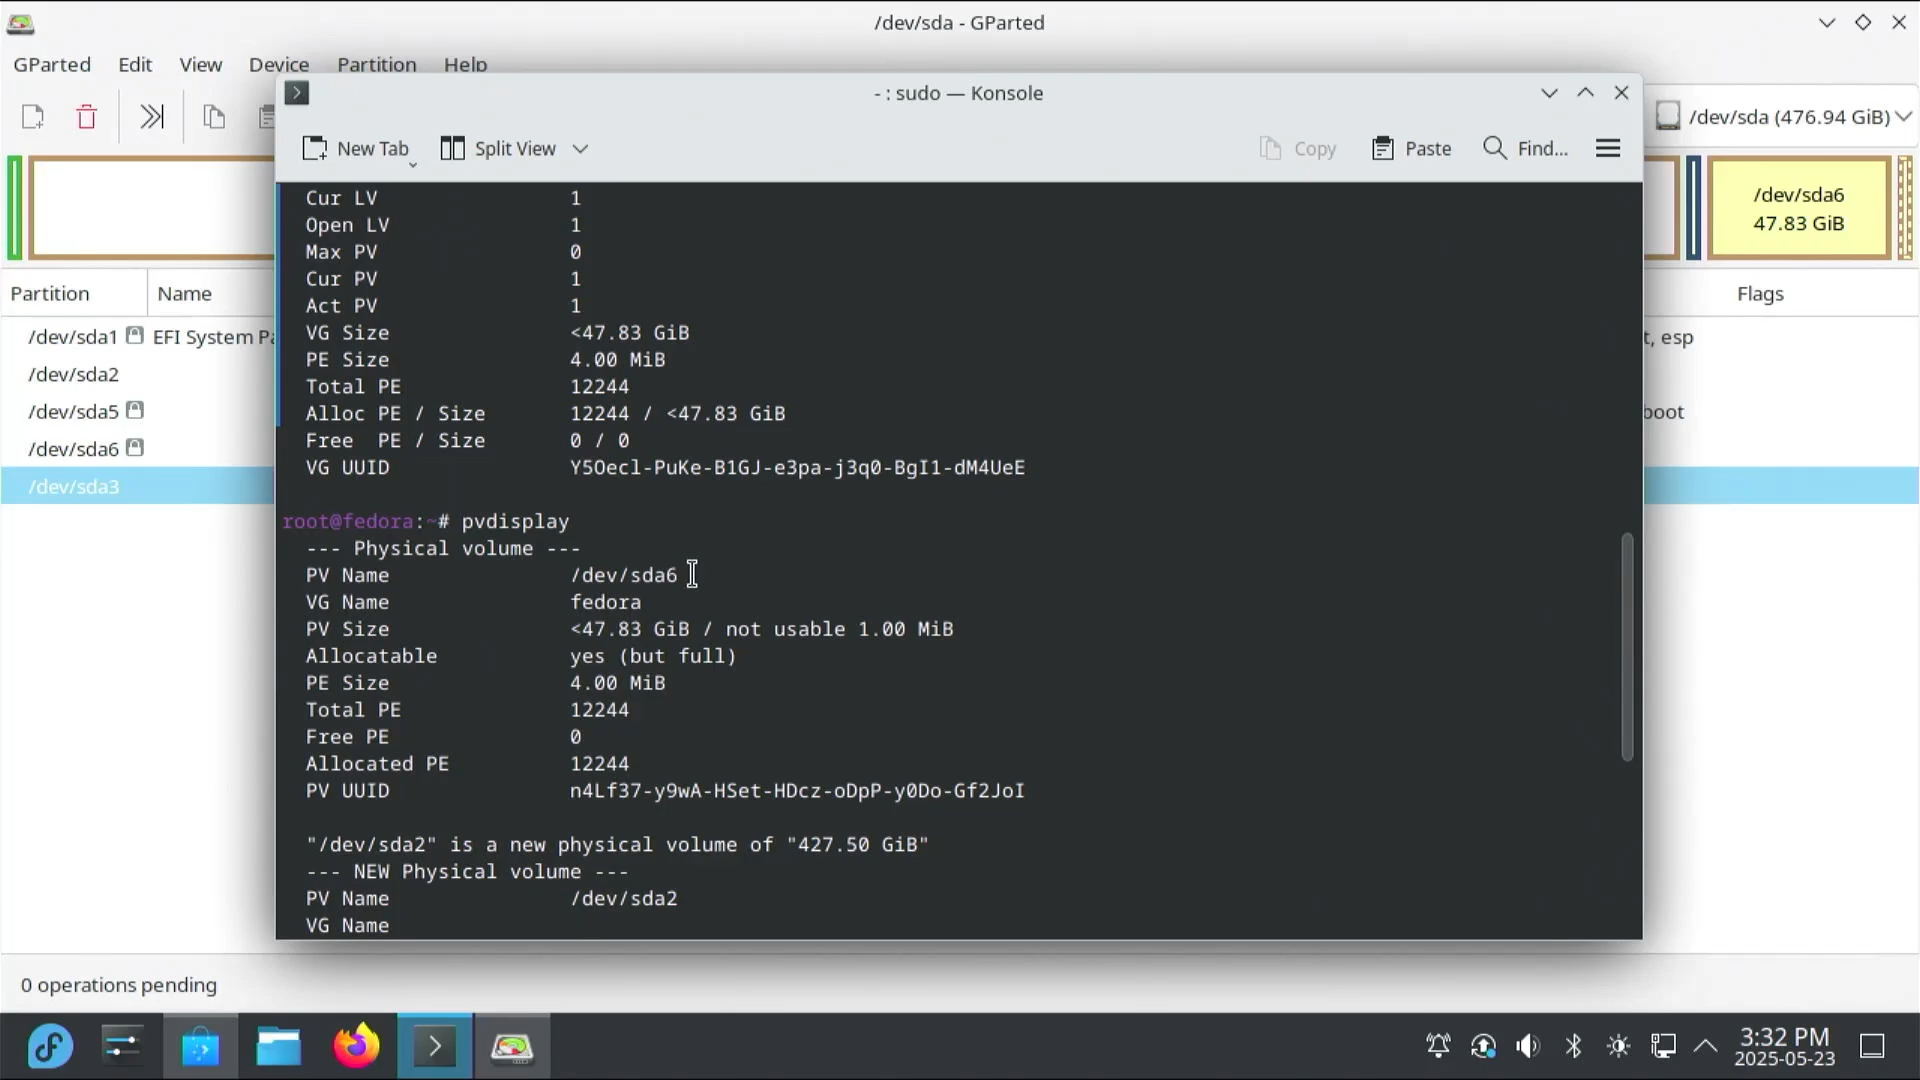 /dev/sda - GParted
GParted Edit View Device Partition Help
- : sudo — Konsole
/dev/sda (476.94 GiB)
New Tab Split View Copy Paste Find...
/dev/sda6
47.83 GiB
Partition Name Flags
/dev/sda1 EFI System Pa t, esp
/dev/sda2
/dev/sda5 boot
/dev/sda6
/dev/sda3
Cur LV 1
Open LV 1
Max PV 0
Cur PV 1
Act PV 1
VG Size <47.83 GiB
PE Size 4.00 MiB
Total PE 12244
Alloc PE / Size 12244 / <47.83 GiB
Free PE / Size 0 / 0
VG UUID Y5Oecl-PuKe-B1GJ-e3pa-j3q0-BgI1-dM4UeE
root@fedora:~# pvdisplay
--- Physical volume ---
PV Name /dev/sda6
VG Name fedora
PV Size <47.83 GiB / not usable 1.00 MiB
Allocatable yes (but full)
PE Size 4.00 MiB
Total PE 12244
Free PE 0
Allocated PE 12244
PV UUID n4Lf37-y9wA-HSet-HDcz-oDpP-y0Do-Gf2JoI
"/dev/sda2" is a new physical volume of "427.50 GiB"
--- NEW Physical volume ---
PV Name /dev/sda2
VG Name
0 operations pending
3:32 PM
2025-05-23